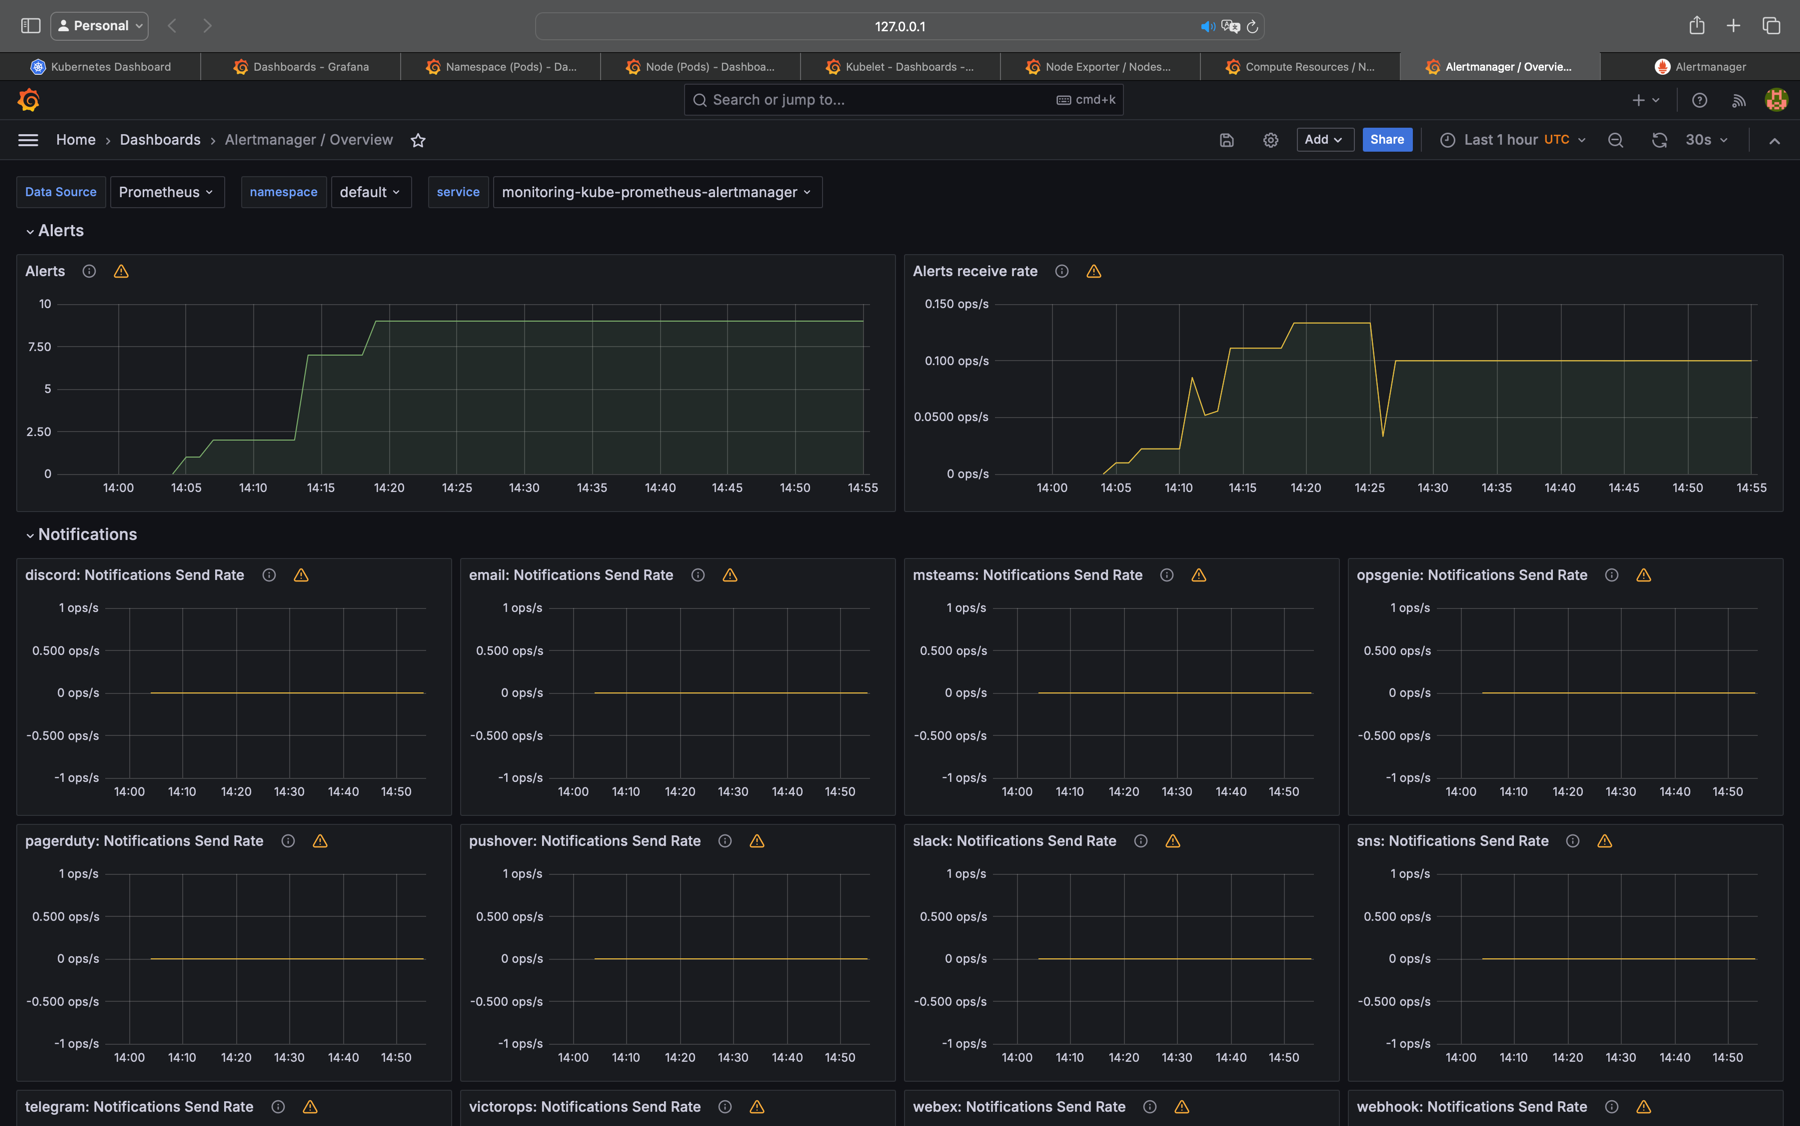 Personal
127.0.0.1
Kubernetes Dashboard
Dashboards - Grafana
Namespace (Pods) - Da...
Node (Pods) - Dashboa...
Kubelet - Dashboards -...
Node Exporter / Nodes...
Compute Resources / N...
Alertmanager / Overvie...
Alertmanager
Search or jump to...
cmd+k
Home › Dashboards › Alertmanager / Overview
Add
Share
Last 1 hour UTC
30s
Data Source
Prometheus
namespace
default
service
monitoring-kube-prometheus-alertmanager
Alerts
Alerts
10
7.50
5
2.50
0
14:00 14:05 14:10 14:15 14:20 14:25 14:30 14:35 14:40 14:45 14:50 14:55
Alerts receive rate
0.150 ops/s
0.100 ops/s
0.0500 ops/s
0 ops/s
14:00 14:05 14:10 14:15 14:20 14:25 14:30 14:35 14:40 14:45 14:50 14:55
Notifications
discord: Notifications Send Rate
1 ops/s
0.500 ops/s
0 ops/s
-0.500 ops/s
-1 ops/s
14:00 14:10 14:20 14:30 14:40 14:50
email: Notifications Send Rate
1 ops/s
0.500 ops/s
0 ops/s
-0.500 ops/s
-1 ops/s
14:00 14:10 14:20 14:30 14:40 14:50
msteams: Notifications Send Rate
1 ops/s
0.500 ops/s
0 ops/s
-0.500 ops/s
-1 ops/s
14:00 14:10 14:20 14:30 14:40 14:50
opsgenie: Notifications Send Rate
1 ops/s
0.500 ops/s
0 ops/s
-0.500 ops/s
-1 ops/s
14:00 14:10 14:20 14:30 14:40 14:50
pagerduty: Notifications Send Rate
1 ops/s
0.500 ops/s
0 ops/s
-0.500 ops/s
-1 ops/s
14:00 14:10 14:20 14:30 14:40 14:50
pushover: Notifications Send Rate
1 ops/s
0.500 ops/s
0 ops/s
-0.500 ops/s
-1 ops/s
14:00 14:10 14:20 14:30 14:40 14:50
slack: Notifications Send Rate
1 ops/s
0.500 ops/s
0 ops/s
-0.500 ops/s
-1 ops/s
14:00 14:10 14:20 14:30 14:40 14:50
sns: Notifications Send Rate
1 ops/s
0.500 ops/s
0 ops/s
-0.500 ops/s
-1 ops/s
14:00 14:10 14:20 14:30 14:40 14:50
telegram: Notifications Send Rate
victorops: Notifications Send Rate
webex: Notifications Send Rate
webhook: Notifications Send Rate